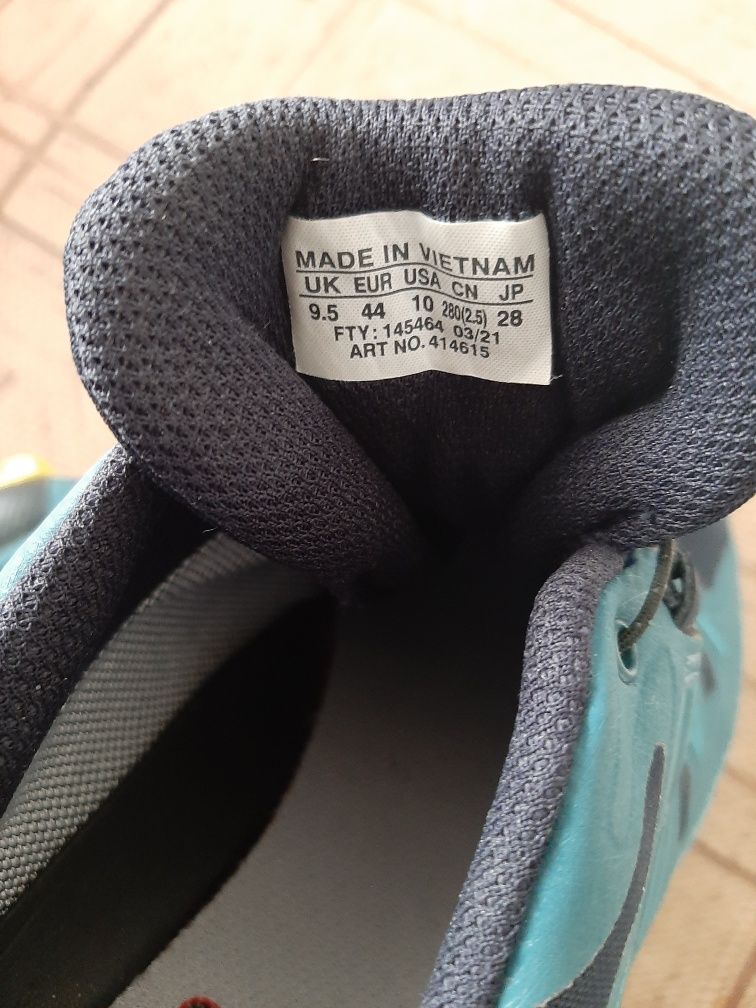 MADE IN VIETNAM
UK EUR USA CN JP
9.5 44 10 280(2.5) 28
FTY: 145464 03/21
ART NO. 414615